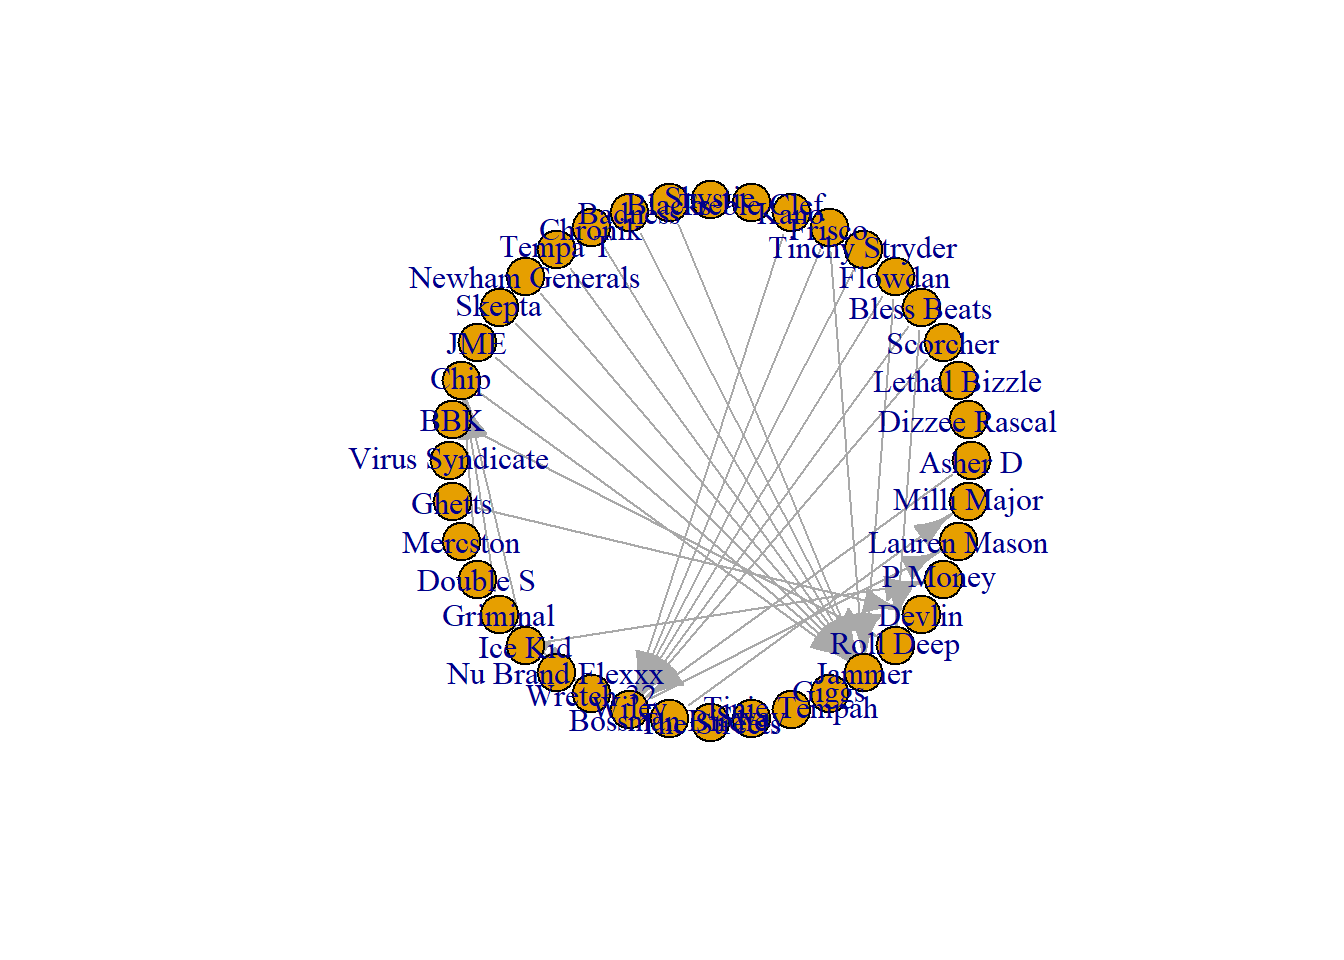 Skystie
Blacks
Treble Clef
Badness
Kano
Chronik
Frisco
Tempa T
Tinchy Stryder
Newham Generals
Flowdan
Skepta
Bless Beats
JME
Scorcher
Chip
Lethal Bizzle
BBK
Dizzee Rascal
Virus Syndicate
Asher D
Ghetts
Milli Major
Mercston
Lauren Mason
Double S
P Money
Griminal
Devlin
Ice Kid
Roll Deep
Nu Brand Flexxx
Jammer
Wretch 32
Giggs
Wiley
Tinie Tempah
Bossman Birdie
The Streets